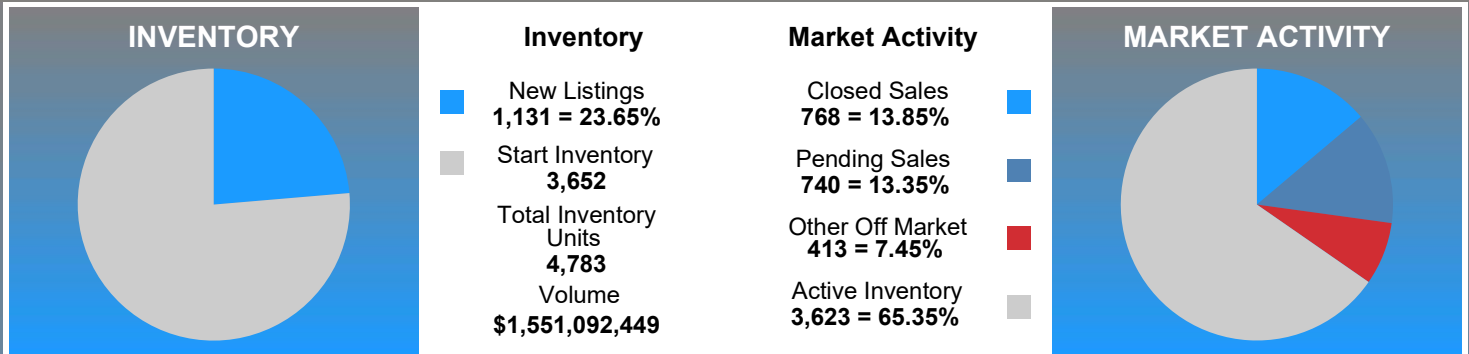 INVENTORY
Inventory
New Listings
1,131 = 23.65%
Start Inventory
3,652
Total Inventory
Units
4,783
Volume
$1,551,092,449
Market Activity
Closed Sales
768 = 13.85%
Pending Sales
740 = 13.35%
Other Off Market
413 = 7.45%
Active Inventory
3,623 = 65.35%
MARKET ACTIVITY